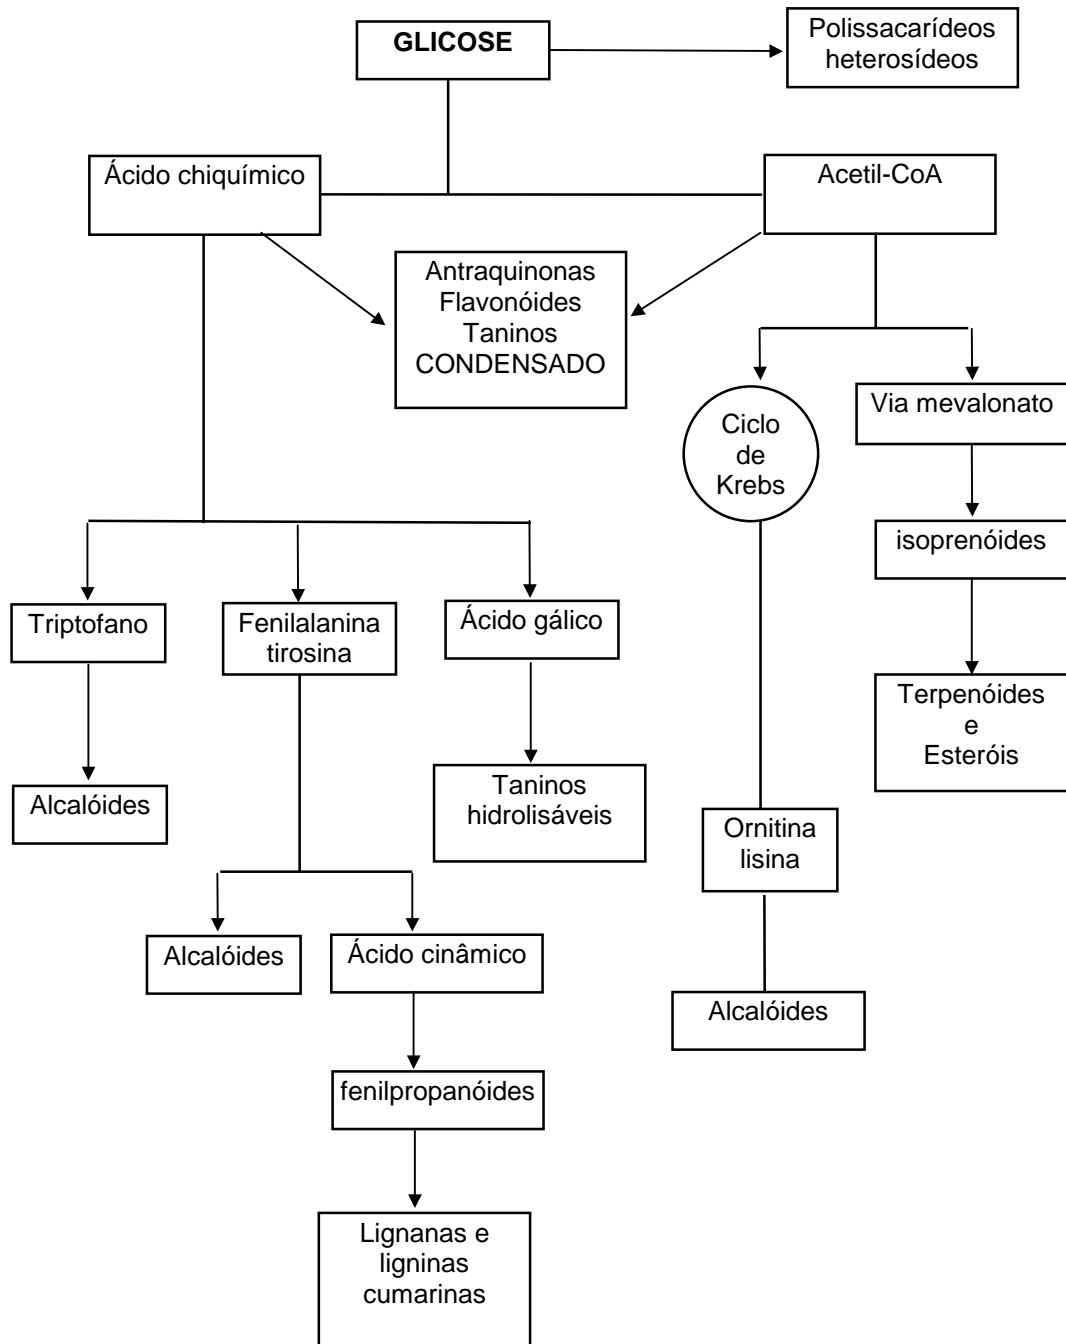 GLICOSE
Polissacarídeos
heterosídeos
Ácido chiquímico
Acetil-CoA
Antraquinonas
Flavonóides
Taninos
CONDENSADO
Ciclo
de
Krebs
Via mevalonato
isoprenóides
Triptofano
Fenilalanina
tirosina
Ácido gálico
Terpenóides
e
Esteróis
Alcalóides
Taninos
hidrolisáveis
Ornitina
lisina
Alcalóides
Ácido cinâmico
Alcalóides
fenilpropanóides
Lignanas e
ligninas
cumarinas